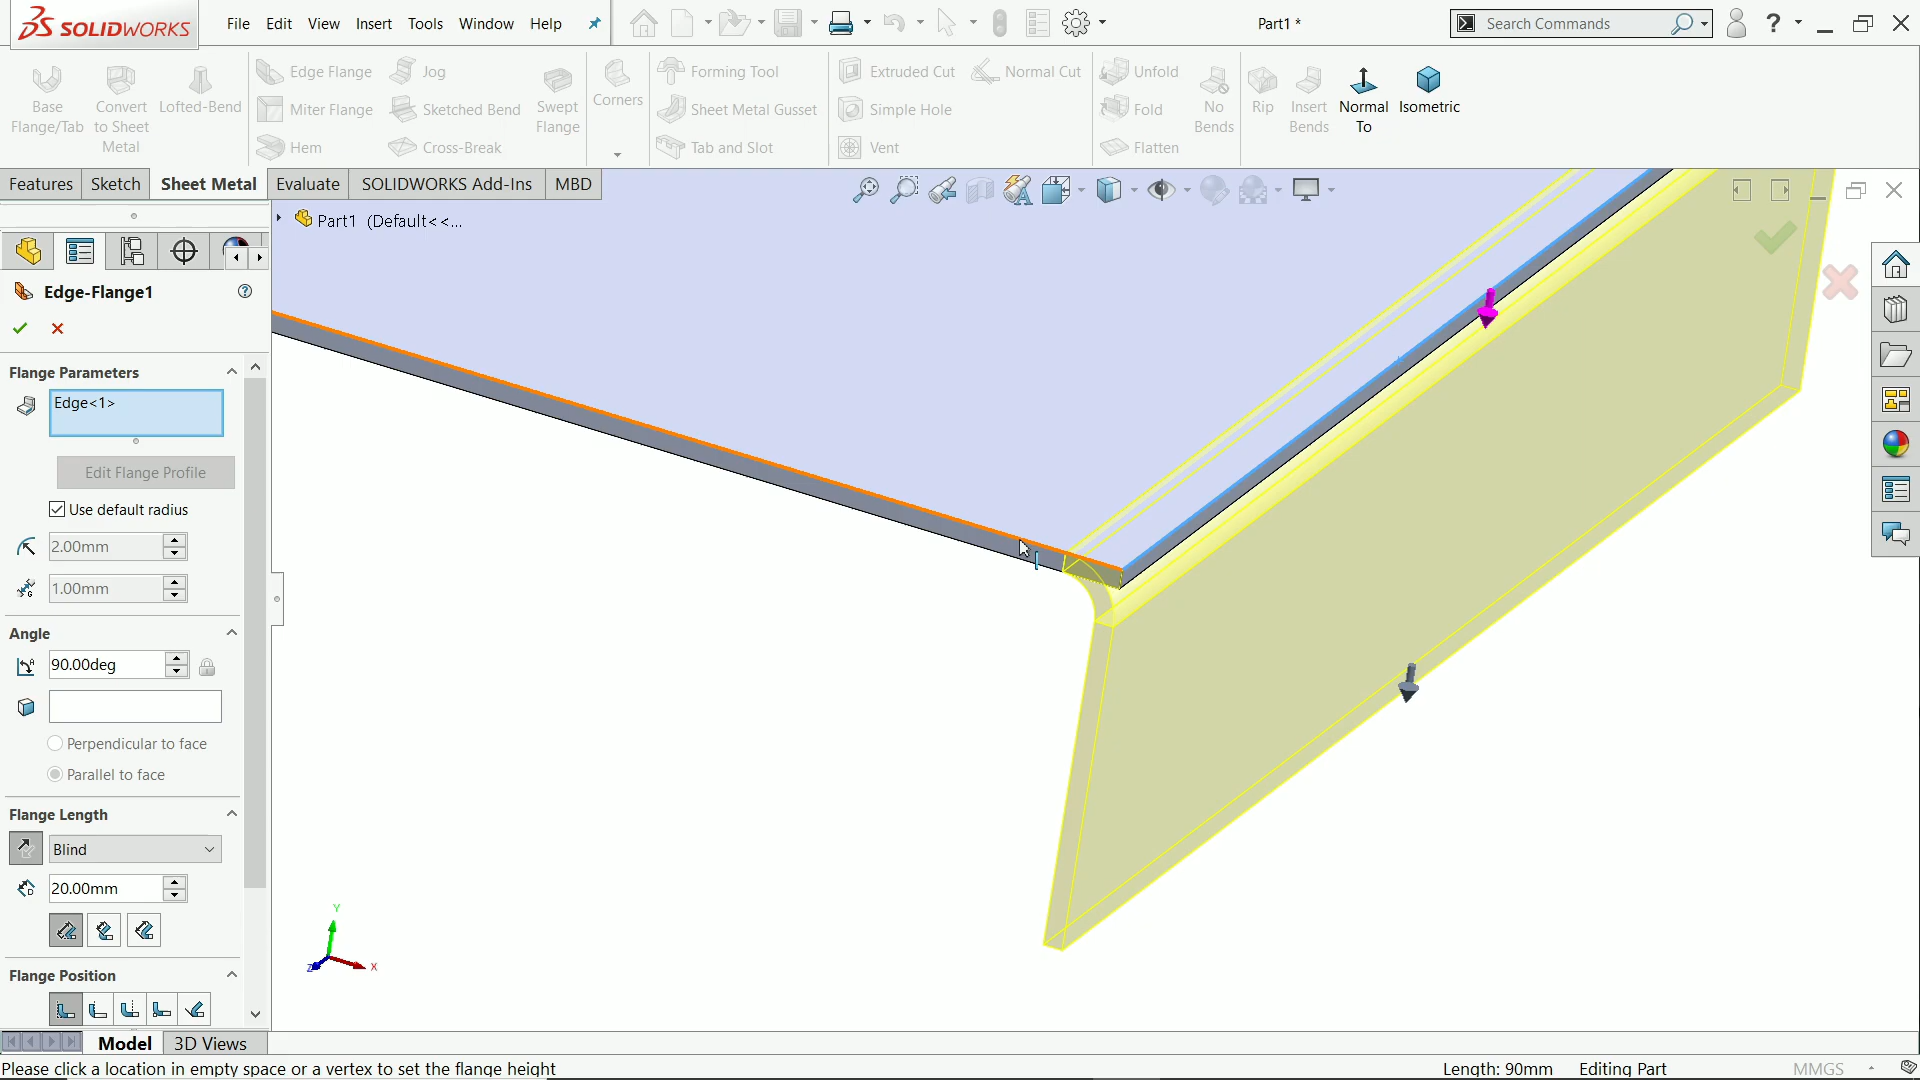 SOLIDWORKS
File Edit View Insert Tools Window Help
Part1 *
Search Commands
Base Flange/Tab
Convert to Sheet Metal
Lofted-Bend
Edge Flange
Miter Flange
Hem
Jog
Sketched Bend
Cross-Break
Swept Flange
Corners
Forming Tool
Sheet Metal Gusset
Tab and Slot
Extruded Cut
Simple Hole
Vent
Normal Cut
Unfold
Fold
Flatten
No Bends
Rip
Insert Bends
Normal To
Isometric
Features Sketch Sheet Metal Evaluate SOLIDWORKS Add-Ins MBD
Part1 (Default<<...
Edge-Flange1
Flange Parameters
Edge<1>
Edit Flange Profile
Use default radius
2.00mm
1.00mm
Angle
90.00deg
Perpendicular to face
Parallel to face
Flange Length
Blind
20.00mm
Flange Position
Y
Z
X
Model 3D Views
Please click a location in empty space or a vertex to set the flange height
Length: 90mm Editing Part MMGS